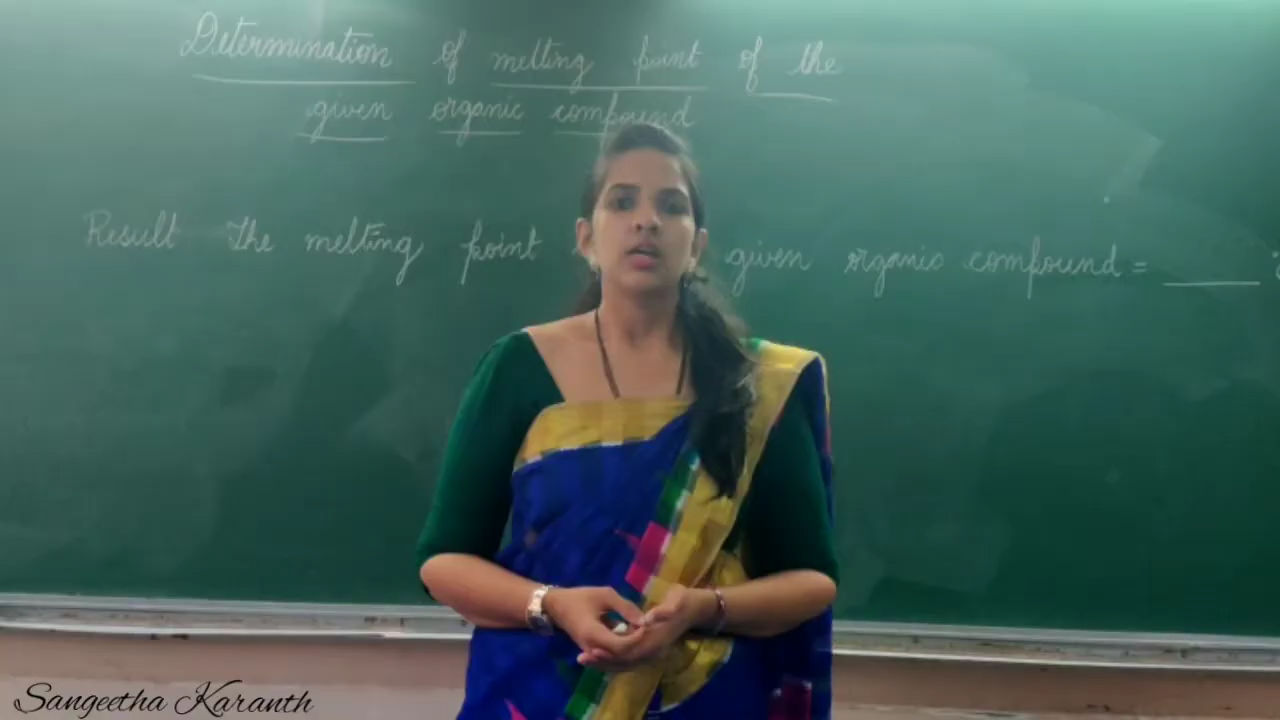 Determination of melting point of the
given organic compound
Result The melting point given organic compound = ______
Sangeetha Karanth